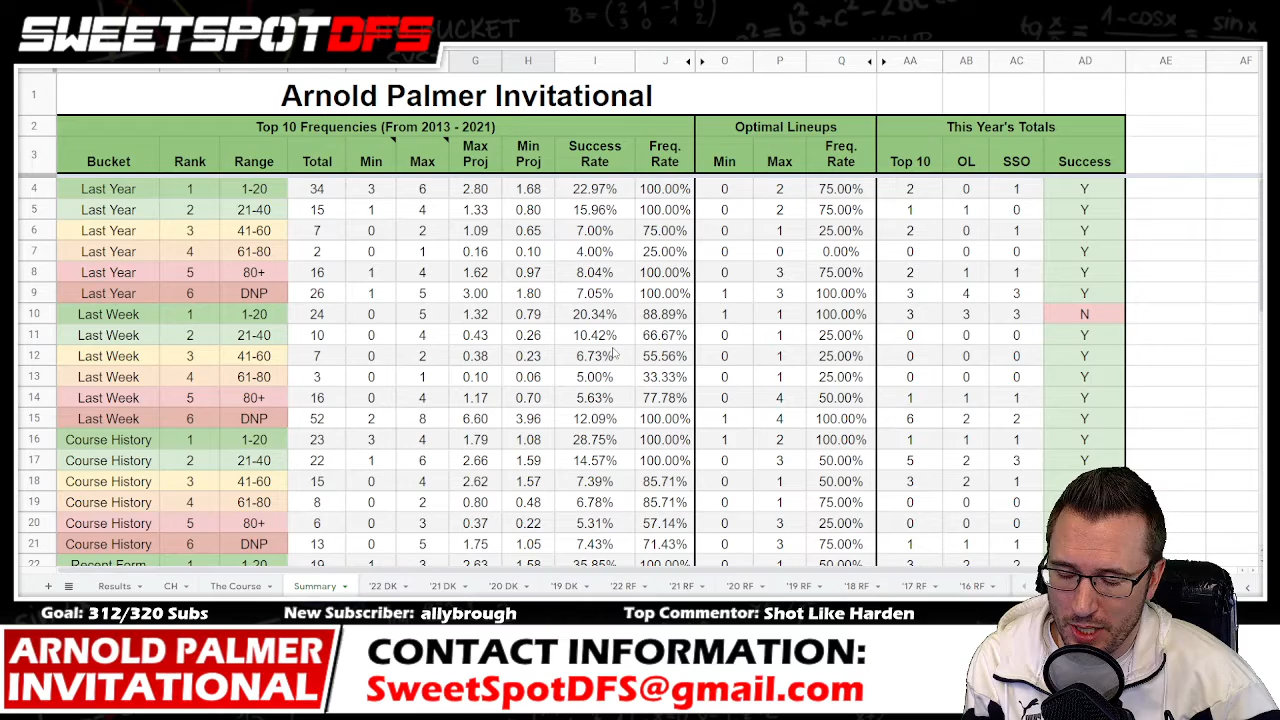 SWEETSPOTDFS
G H I J O P Q AA AB AC AD AE AF
1 Arnold Palmer Invitational
2 Top 10 Frequencies (From 2013 - 2021) Optimal Lineups This Year's Totals
3 Bucket Rank Range Total Min Max Max Proj Min Proj Success Rate Freq. Rate Min Max Freq. Rate Top 10 OL SSO Success
4 Last Year 1 1-20 34 3 6 2.80 1.68 22.97% 100.00% 0 2 75.00% 2 0 1 Y
5 Last Year 2 21-40 15 1 4 1.33 0.80 15.96% 100.00% 0 2 75.00% 1 1 0 Y
6 Last Year 3 41-60 7 0 2 1.09 0.65 7.00% 75.00% 0 1 25.00% 2 0 1 Y
7 Last Year 4 61-80 2 0 1 0.16 0.10 4.00% 25.00% 0 0 0.00% 0 0 0 Y
8 Last Year 5 80+ 16 1 4 1.62 0.97 8.04% 100.00% 0 3 75.00% 2 1 1 Y
9 Last Year 6 DNP 26 1 5 3.00 1.80 7.05% 100.00% 1 3 100.00% 3 4 3 Y
10 Last Week 1 1-20 24 0 5 1.32 0.79 20.34% 88.89% 1 1 100.00% 3 3 3 N
11 Last Week 2 21-40 10 0 4 0.43 0.26 10.42% 66.67% 0 1 25.00% 0 0 0 Y
12 Last Week 3 41-60 7 0 2 0.38 0.23 6.73% 55.56% 0 1 25.00% 0 0 0 Y
13 Last Week 4 61-80 3 0 1 0.10 0.06 5.00% 33.33% 0 1 25.00% 0 0 0 Y
14 Last Week 5 80+ 16 0 4 1.17 0.70 5.63% 77.78% 0 4 50.00% 1 1 1 Y
15 Last Week 6 DNP 52 2 8 6.60 3.96 12.09% 100.00% 1 4 100.00% 6 2 2 Y
16 Course History 1 1-20 23 3 4 1.79 1.08 28.75% 100.00% 1 2 100.00% 1 1 1 Y
17 Course History 2 21-40 22 1 6 2.66 1.59 14.57% 100.00% 0 3 50.00% 5 2 3 Y
18 Course History 3 41-60 15 0 4 2.62 1.57 7.39% 85.71% 0 1 50.00% 3 2 1
19 Course History 4 61-80 8 0 2 0.80 0.48 6.78% 85.71% 0 1 75.00% 0 0 0
20 Course History 5 80+ 6 0 3 0.37 0.22 5.31% 57.14% 0 3 25.00% 0 0 0
21 Course History 6 DNP 13 0 5 1.75 1.05 7.43% 71.43% 0 3 75.00% 1 1 1
22 Recent Form 1 1-20 19 1 3 2.63 1.58 35.85% 100.00% 0 1 50.00% 3 2 2
+ Results CH The Course Summary '22 DK '21 DK '20 DK '19 DK '22 RF '21 RF '20 RF '19 RF '18 RF '17 RF '16 RF
Goal: 312/320 Subs New Subscriber: allybrough Top Commentor: Shot Like Harden
ARNOLD PALMER
INVITATIONAL
CONTACT INFORMATION:
SweetSpotDFS@gmail.com